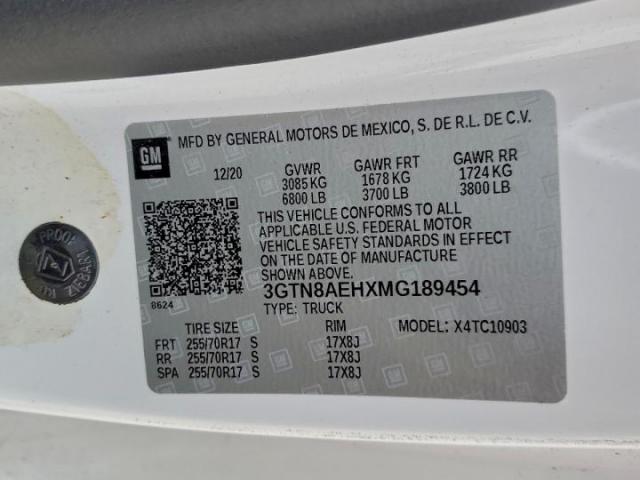 GM
MFD BY GENERAL MOTORS DE MEXICO, S. DE R.L. DE C.V.
12/20 GVWR GAWR FRT GAWR RR
3085 KG 1678 KG 1724 KG
6800 LB 3700 LB 3800 LB
THIS VEHICLE CONFORMS TO ALL
APPLICABLE U.S. FEDERAL MOTOR
VEHICLE SAFETY STANDARDS IN EFFECT
ON THE DATE OF MANUFACTURE
SHOWN ABOVE.
8624
3GTN8AEHXMG189454
TYPE: TRUCK MODEL: X4TC10903
TIRE SIZE RIM
FRT 255/70R17 S 17X8J
RR 255/70R17 S 17X8J
SPA 255/70R17 S 17X8J
PROOF
ZIEBART